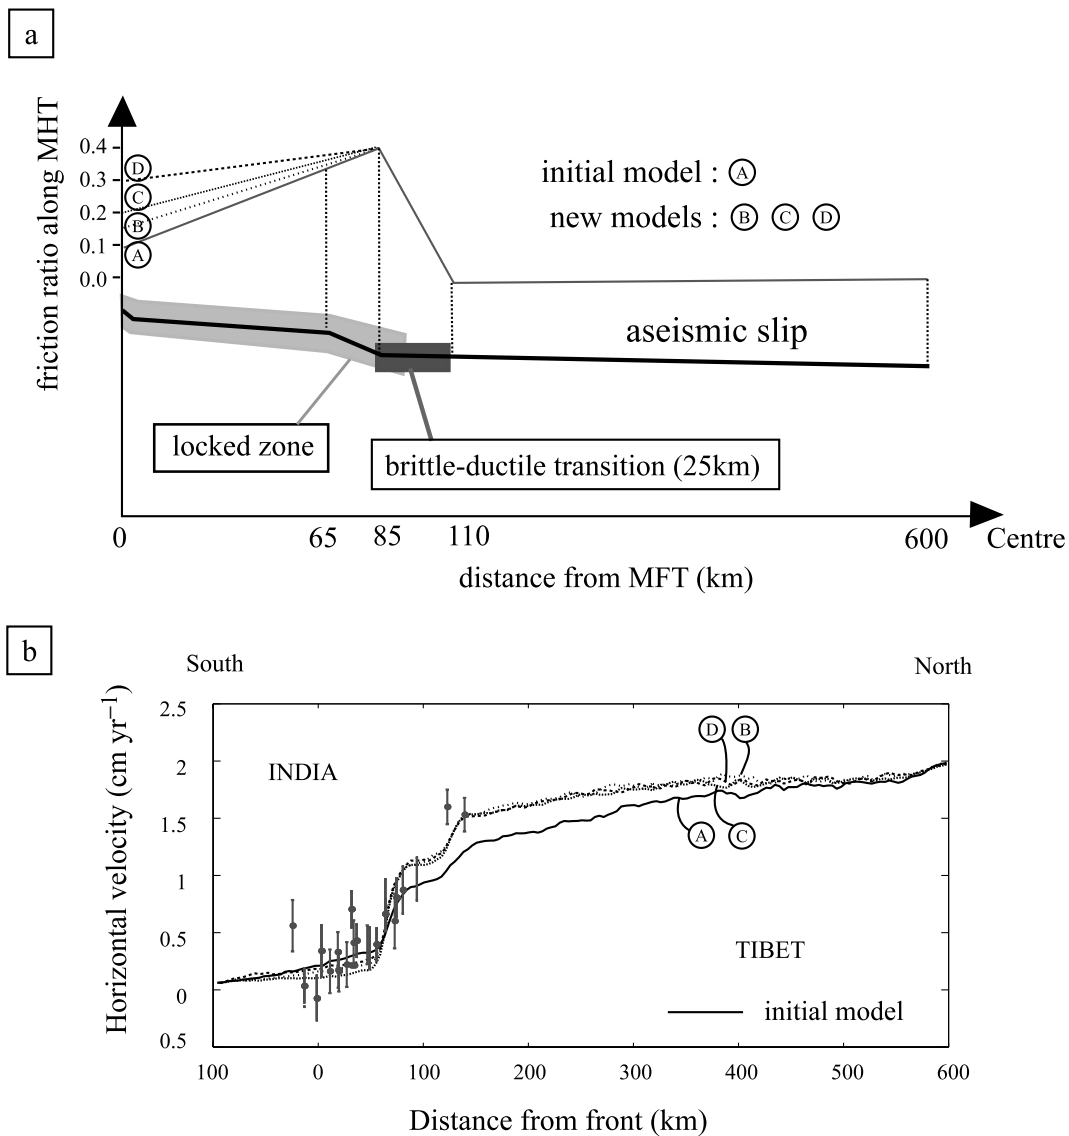 a
friction ratio along MHT
0.4
0.3
0.2
0.1
0.0
D
C
B
A
initial model : A
new models : B C D
aseismic slip
locked zone
brittle-ductile transition (25km)
0 65 85 110 600 Centre
distance from MFT (km)
b
South North
Horizontal velocity (cm yr⁻¹)
2.5
2
1.5
1
0.5
0
0.5
INDIA
D B
A C
TIBET
initial model
100 0 100 200 300 400 500 600
Distance from front (km)